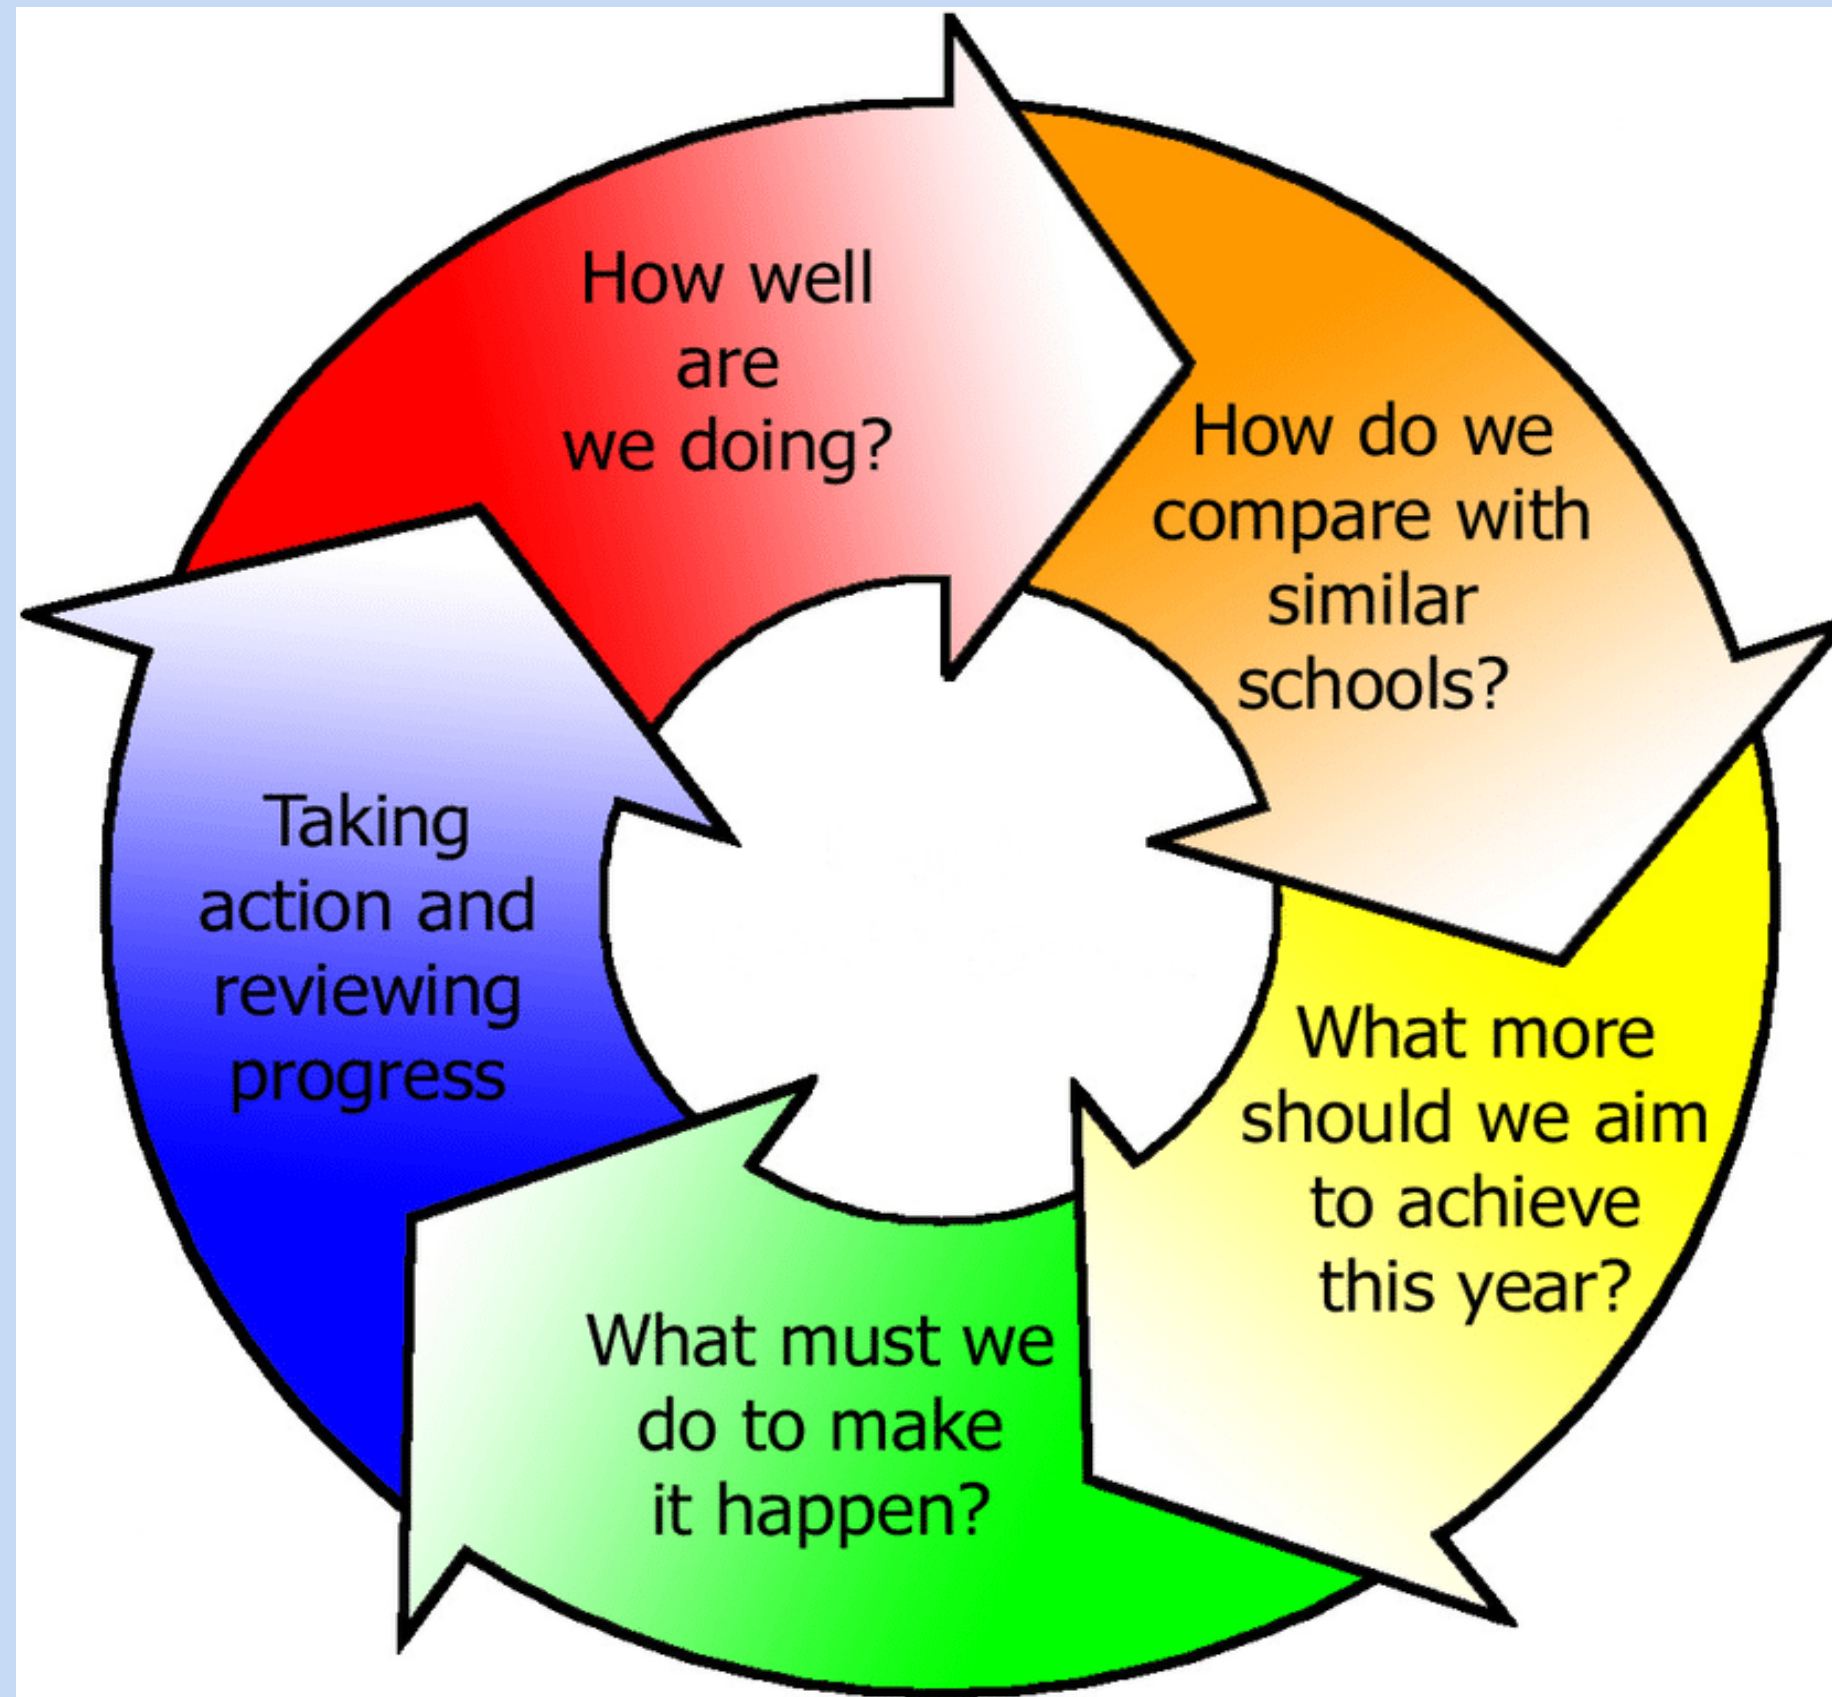 How well
are
we doing?
How do we
compare with
similar
schools?
What more
should we aim
to achieve
this year?
What must we
do to make
it happen?
Taking
action and
reviewing
progress